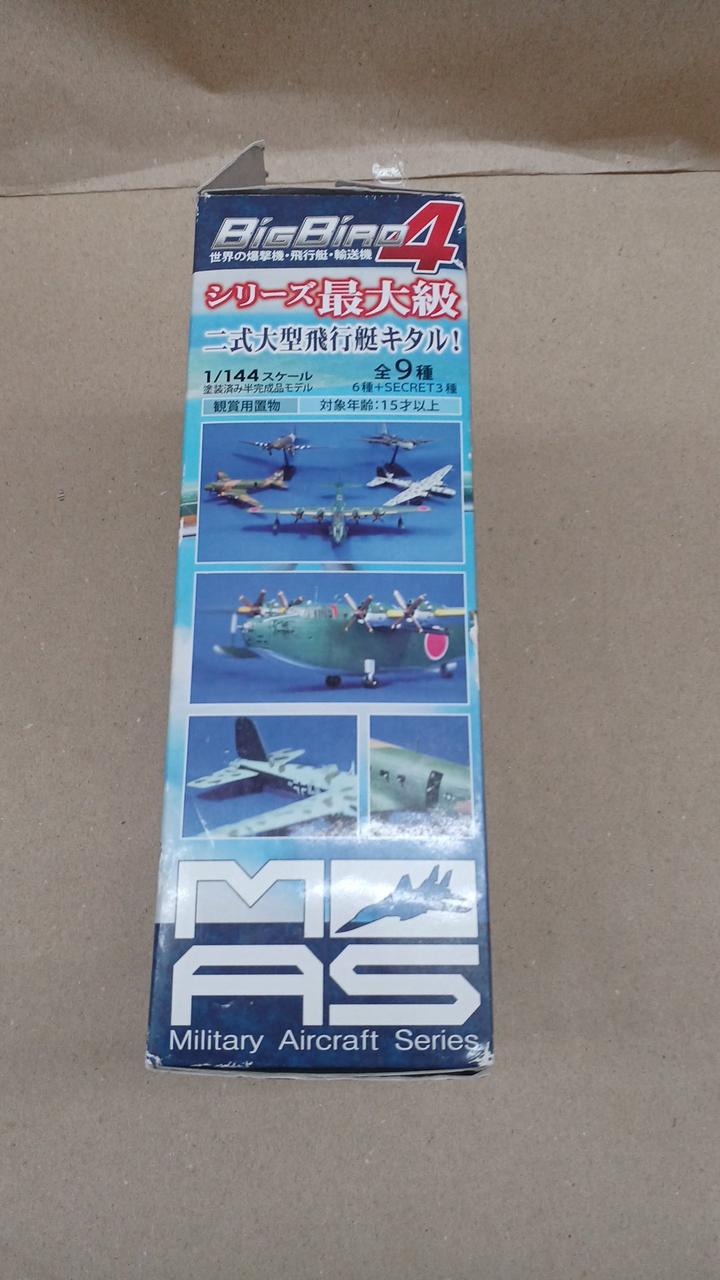 BiGBiRD4
世界の爆撃機・飛行艇・輸送機
シリーズ最大級
二式大型飛行艇キタル!
1/144スケール
塗装済み半完成品モデル
全9種
6種+SECRET3種
観賞用置物
対象年齢:15才以上
M
AS
Military Aircraft Series